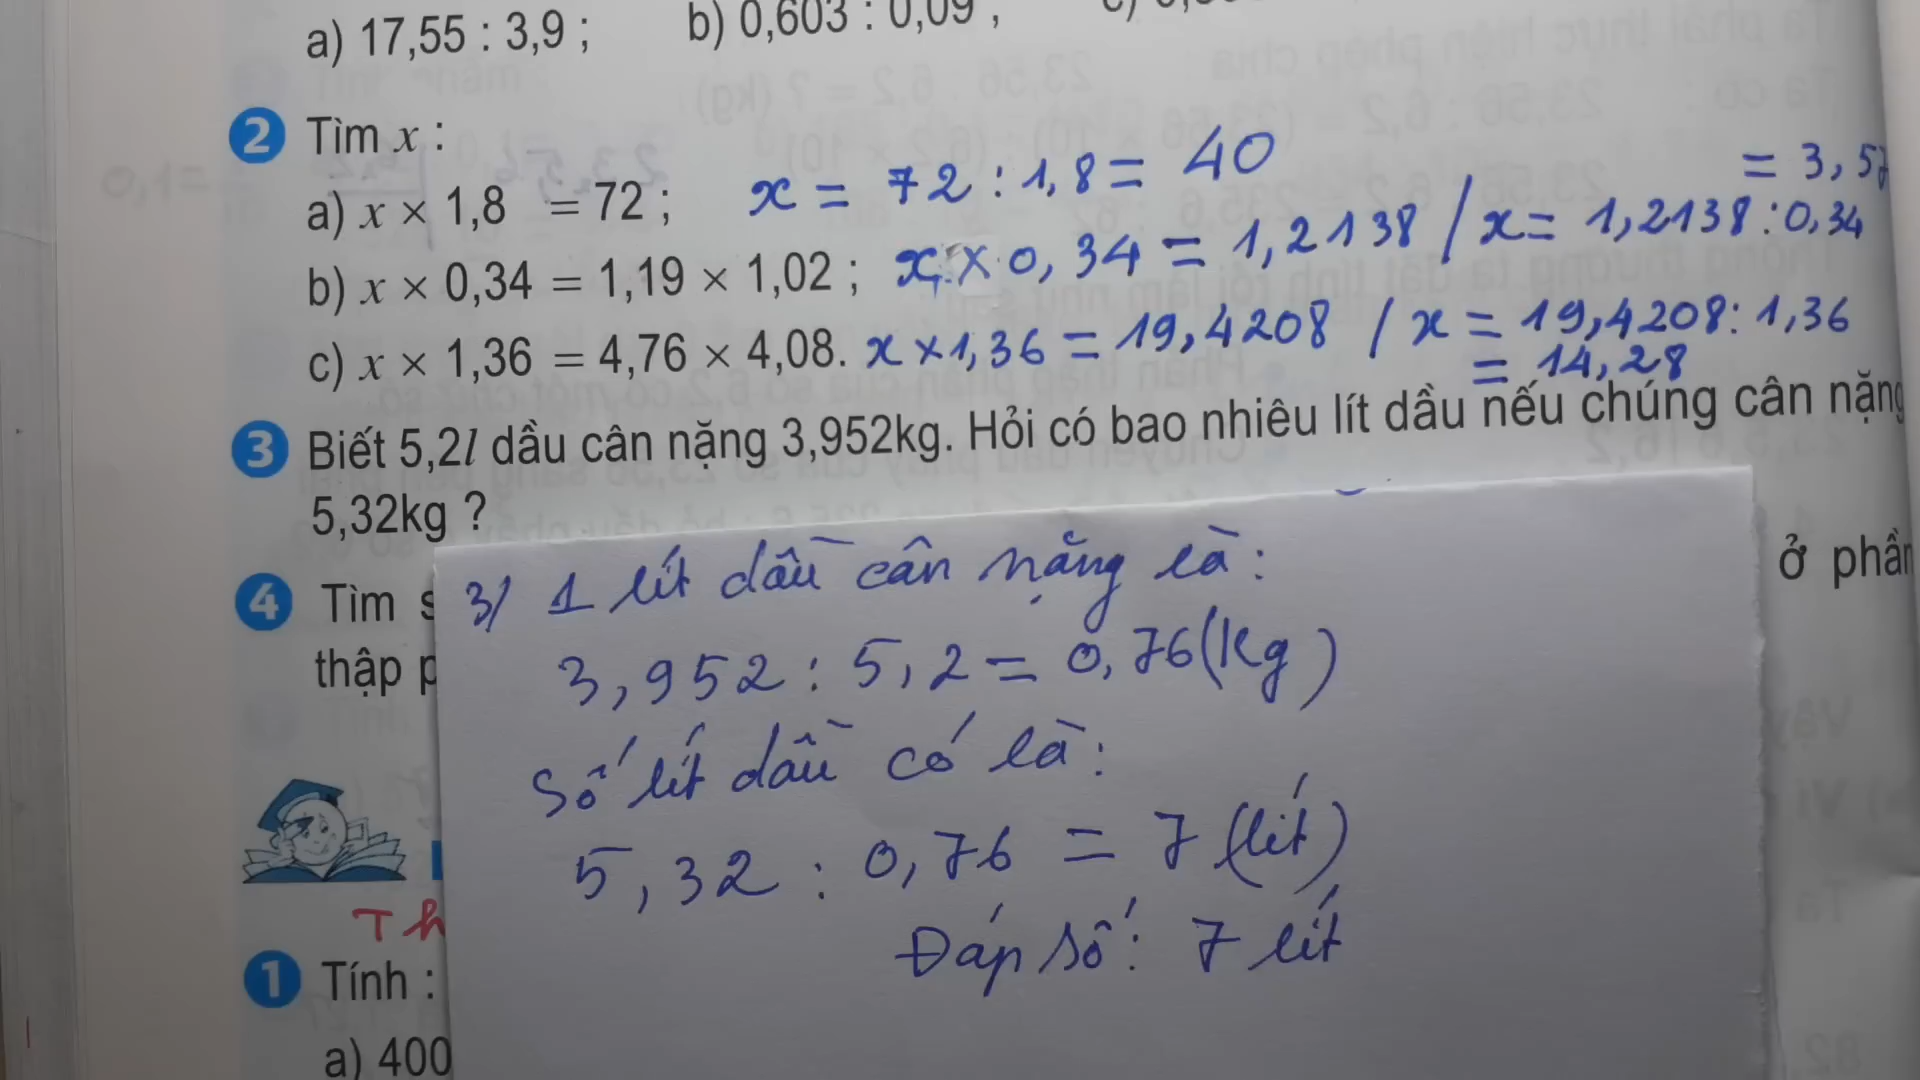 a) 17,55 : 3,9 ; b) 0,603 : 0,09 ;
2 Tìm x :
a) x × 1,8 = 72 ; x = 72 : 1,8 = 40
= 3,57
b) x × 0,34 = 1,19 × 1,02 ; x × 0,34 = 1,2138 / x = 1,2138 : 0,34
c) x × 1,36 = 4,76 × 4,08. x × 1,36 = 19,4208 / x = 19,4208 : 1,36
= 14,28
3 Biết 5,2l dầu cân nặng 3,952kg. Hỏi có bao nhiêu lít dầu nếu chúng cân nặng
5,32kg ?
4 Tìm ở phần
thập
3/ 1 lít dầu cân nặng là:
3,952 : 5,2 = 0,76 (Kg)
Số lít dầu có là:
5,32 : 0,76 = 7 (lít)
Đáp số: 7 lít
Th
1 Tính :
a) 400